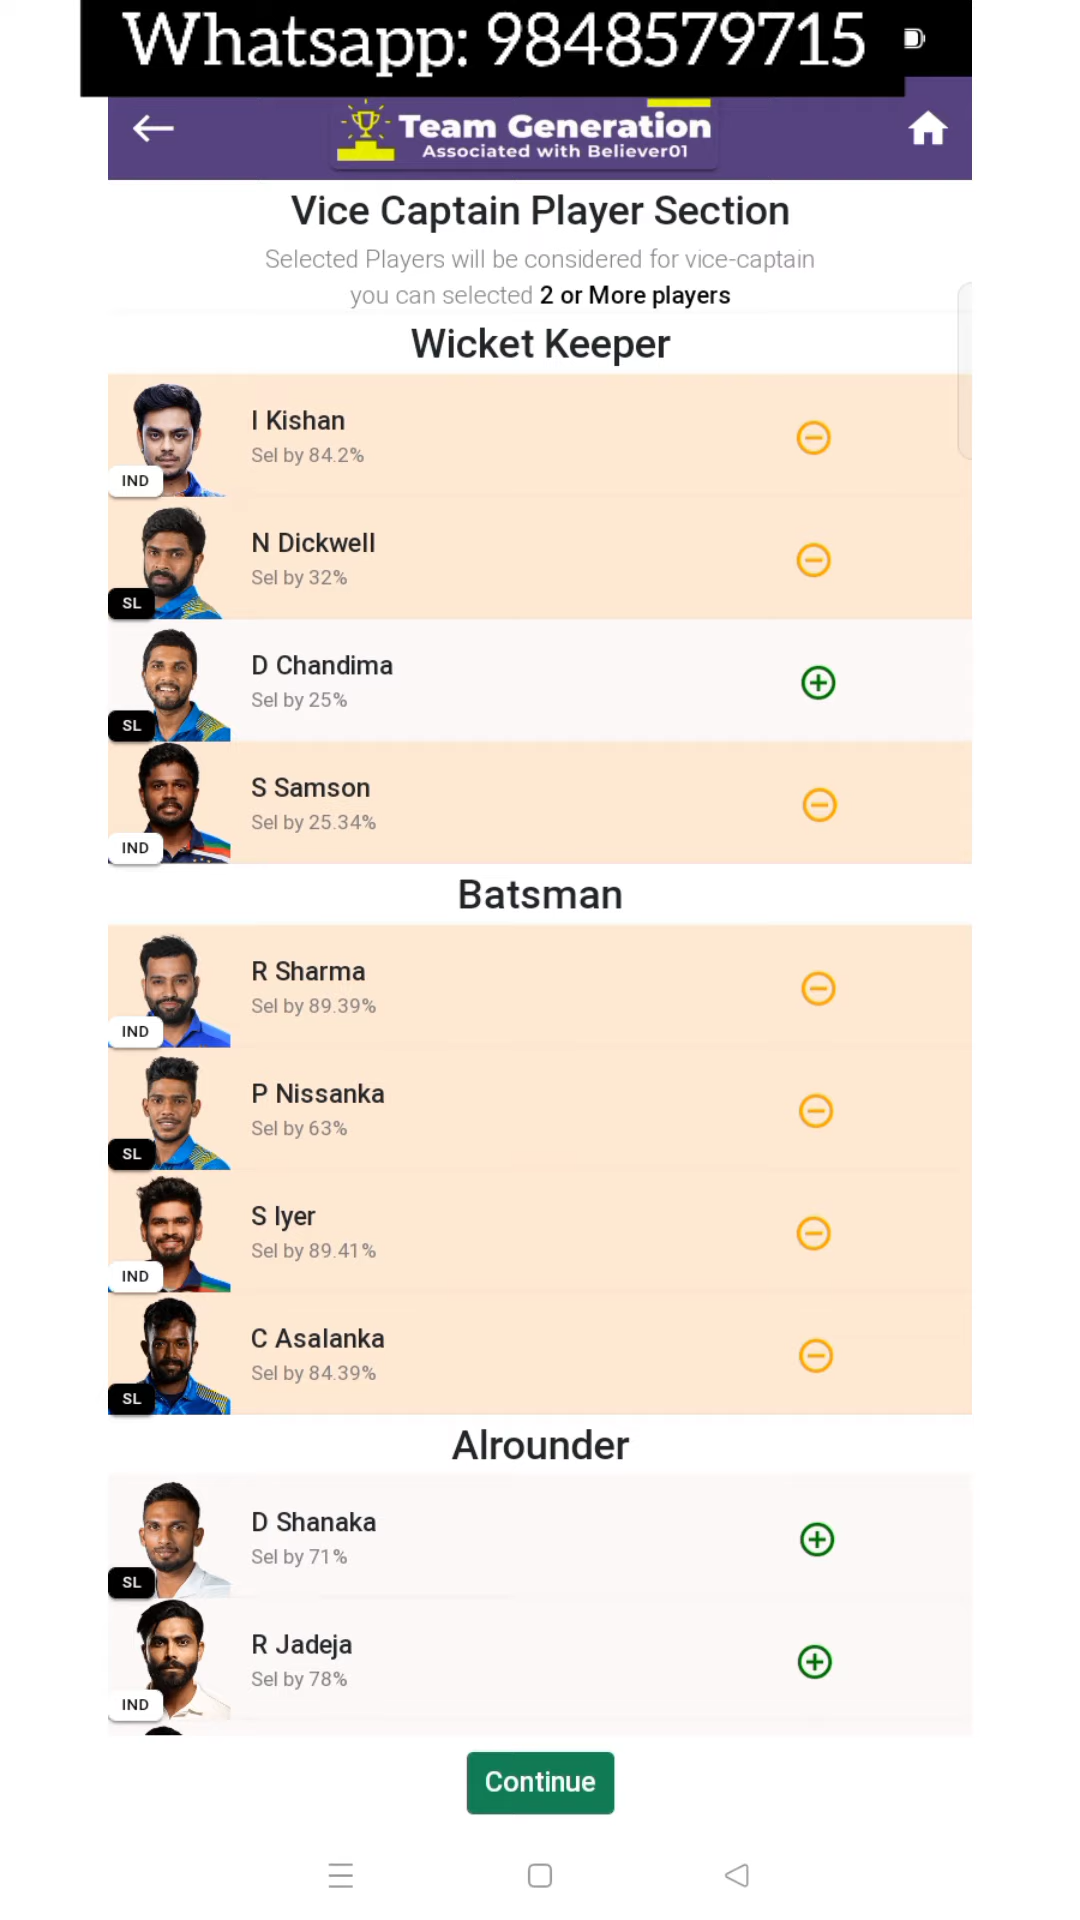 Whatsapp: 9848579715
Team Generation
Associated with Believer01
Vice Captain Player Section
Selected Players will be considered for vice-captain
you can selected 2 or More players
Wicket Keeper
I Kishan
Sel by 84.2%
IND
N Dickwell
Sel by 32%
SL
D Chandima
Sel by 25%
SL
S Samson
Sel by 25.34%
IND
Batsman
R Sharma
Sel by 89.39%
IND
P Nissanka
Sel by 63%
SL
S Iyer
Sel by 89.41%
IND
C Asalanka
Sel by 84.39%
SL
Alrounder
D Shanaka
Sel by 71%
SL
R Jadeja
Sel by 78%
IND
Continue